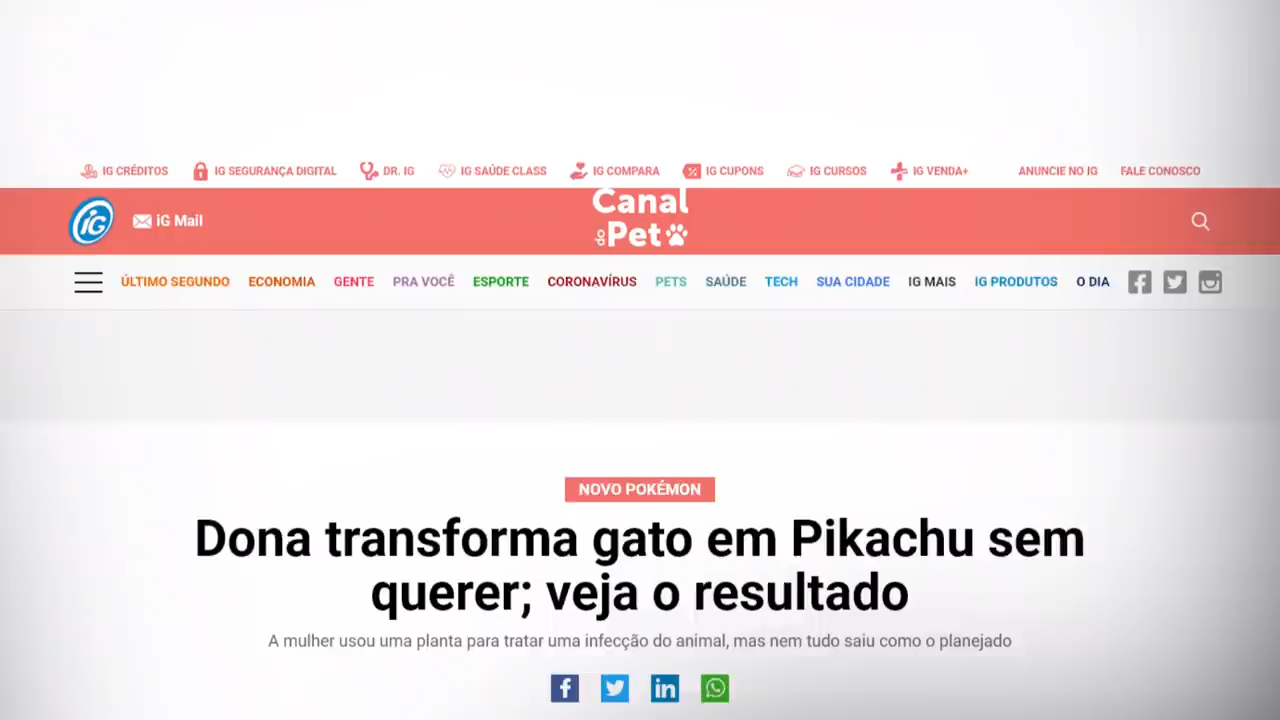 IG CRÉDITOS IG SEGURANÇA DIGITAL DR. IG IG SAÚDE CLASS IG COMPARA IG CUPONS IG CURSOS IG VENDA+ ANUNCIE NO IG FALE CONOSCO
iG iG Mail
Canal
do Pet
ÚLTIMO SEGUNDO ECONOMIA GENTE PRA VOCÊ ESPORTE CORONAVÍRUS PETS SAÚDE TECH SUA CIDADE IG MAIS IG PRODUTOS O DIA
NOVO POKÉMON
Dona transforma gato em Pikachu sem
querer; veja o resultado
A mulher usou uma planta para tratar uma infecção do animal, mas nem tudo saiu como o planejado